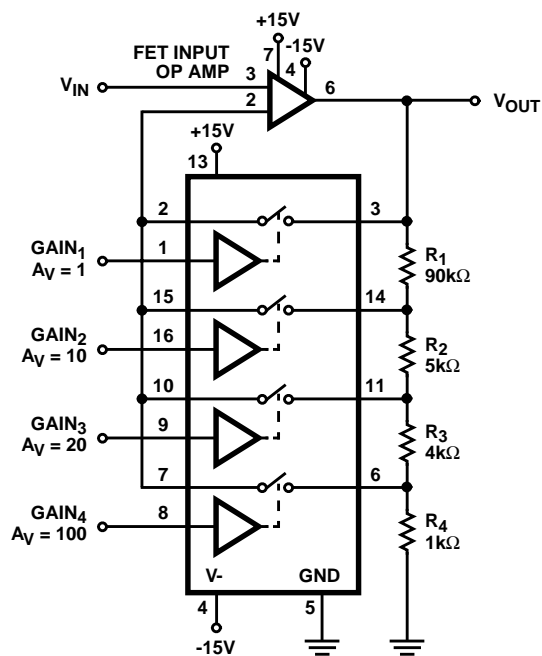 +15V
-15V
FET INPUT
OP AMP
7
4
V_IN
3
2
6
V_OUT
+15V
13
2
3
GAIN1
A_V = 1
1
R1
90kΩ
15
14
GAIN2
A_V = 10
16
R2
5kΩ
10
11
GAIN3
A_V = 20
9
R3
4kΩ
7
6
GAIN4
A_V = 100
8
R4
1kΩ
V-
GND
4
5
-15V